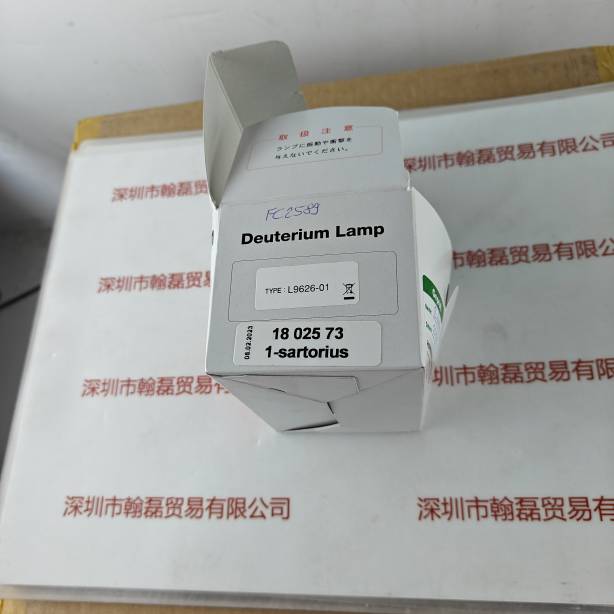 取扱注意
ランプに振動や衝撃を
与えないでください。
FC2589
Deuterium Lamp
TYPE : L9626-01
08.02.2023
18 025 73
1-sartorius
深圳市翰磊贸易有限公司
深圳市翰磊贸易有限公司
深圳市翰磊
翰磊贸易有限公司
深圳市翰
深圳市翰磊贸易有限
深圳市翰磊贸易有限公司
深圳市翰磊贸易有